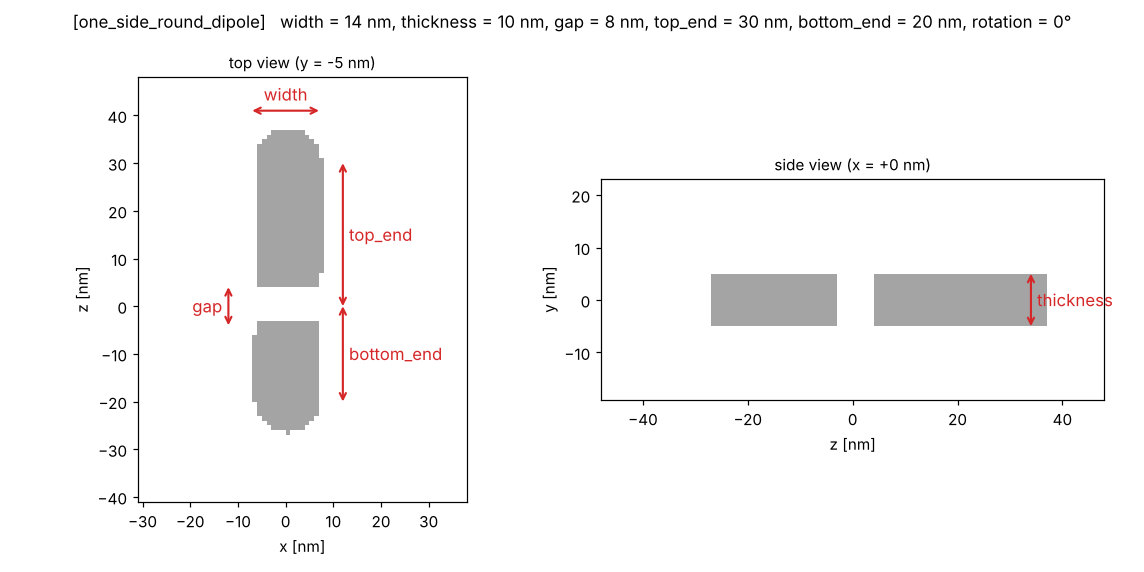 [one_side_round_dipole]   width = 14 nm, thickness = 10 nm, gap = 8 nm, top_end = 30 nm, bottom_end = 20 nm, rotation = 0°
top view (y = -5 nm)
width
top_end
gap
bottom_end
40
30
20
10
0
−10
−20
−30
−40
z [nm]
−30 −20 −10 0 10 20 30
x [nm]
side view (x = +0 nm)
thickness
20
10
0
−10
y [nm]
−40 −20 0 20 40
z [nm]